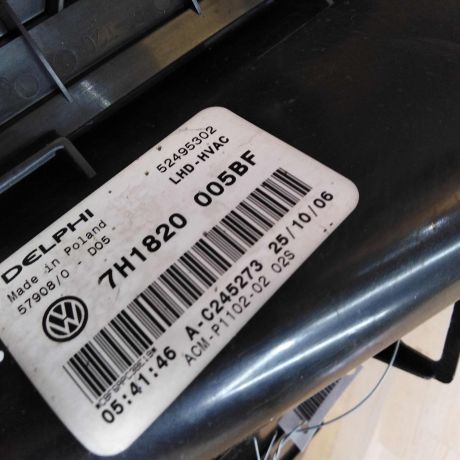 DELPHI
52495302
Made in Poland
LHD-HVAC
57908/0 - D05 -
7H1820 005BF
A-C245273 25/10/06
05:41:46
ACM-P1102-02 02S